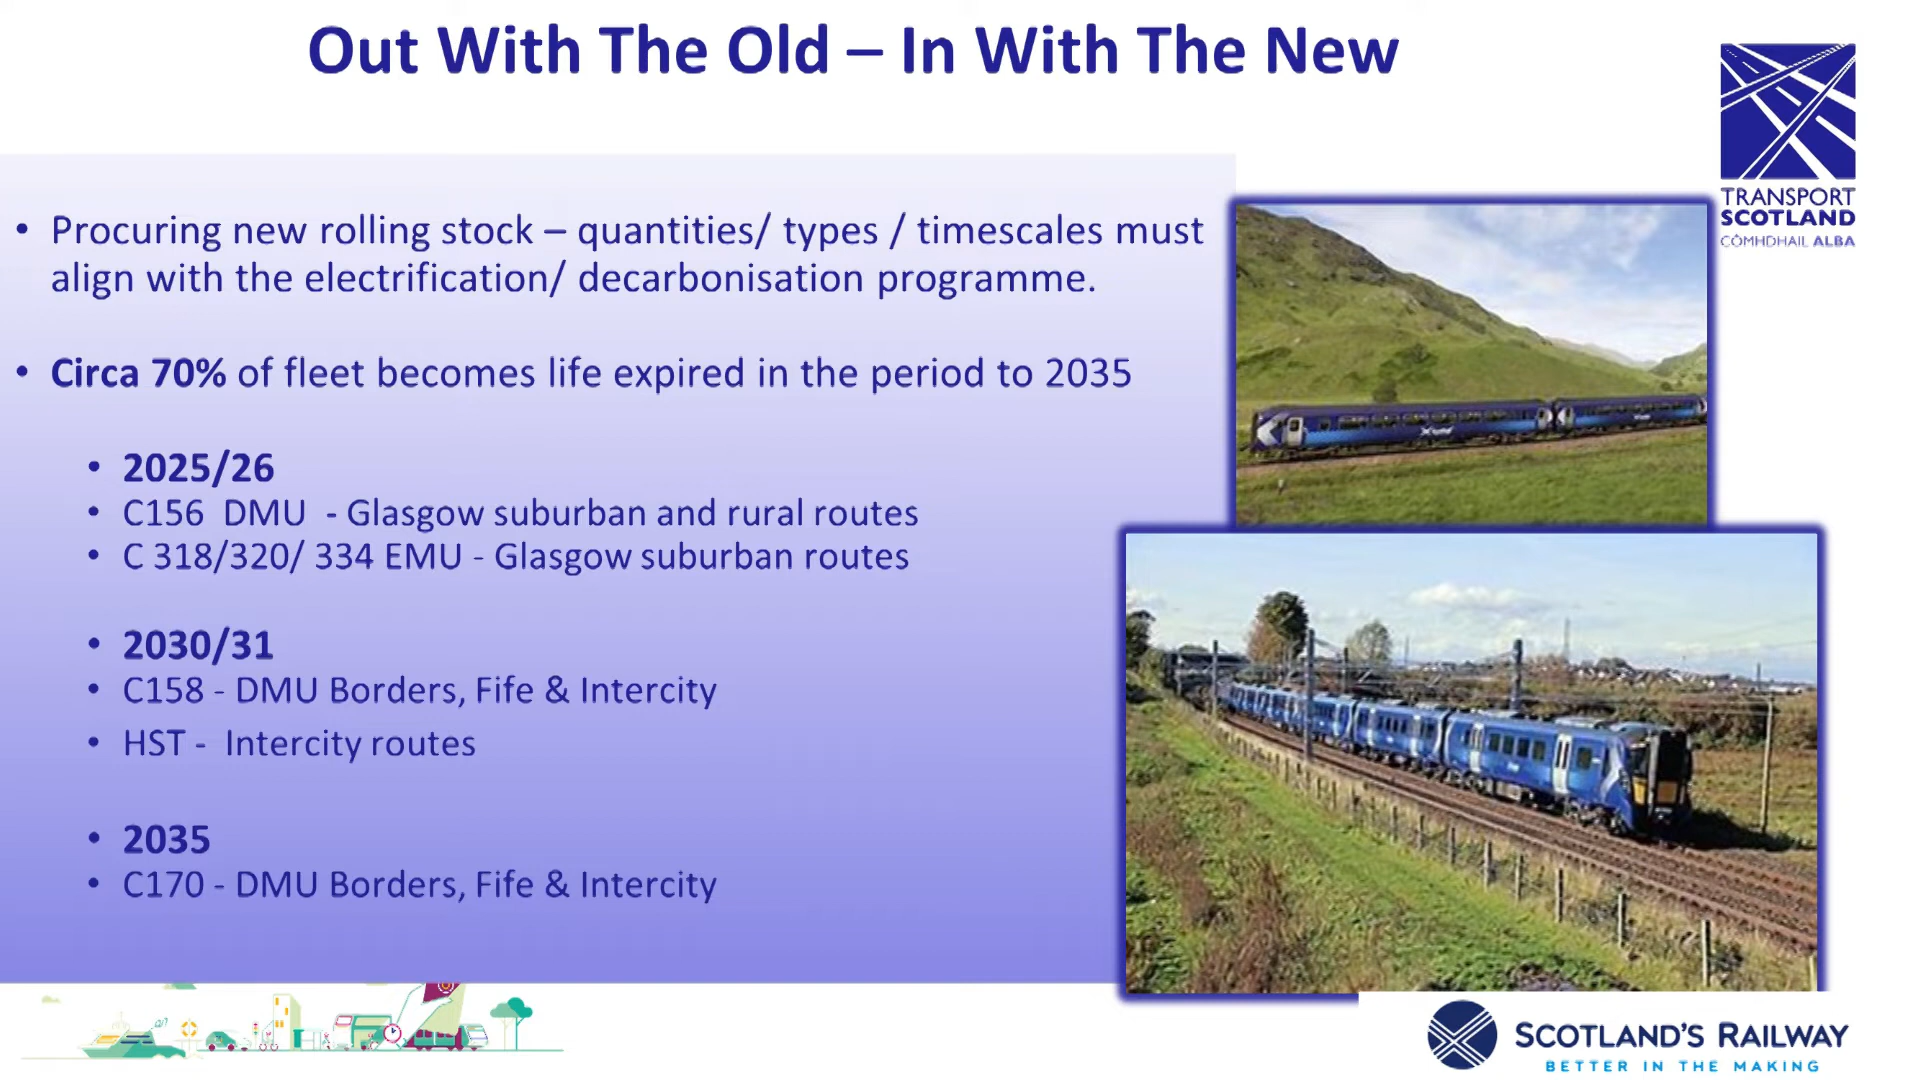 Out With The Old – In With The New
TRANSPORT
SCOTLAND
CÒMHDHAIL ALBA
• Procuring new rolling stock – quantities/ types / timescales must
align with the electrification/ decarbonisation programme.
• Circa 70% of fleet becomes life expired in the period to 2035
• 2025/26
• C156 DMU - Glasgow suburban and rural routes
• C 318/320/ 334 EMU - Glasgow suburban routes
• 2030/31
• C158 - DMU Borders, Fife & Intercity
• HST - Intercity routes
• 2035
• C170 - DMU Borders, Fife & Intercity
SCOTLAND'S RAILWAY
BETTER IN THE MAKING